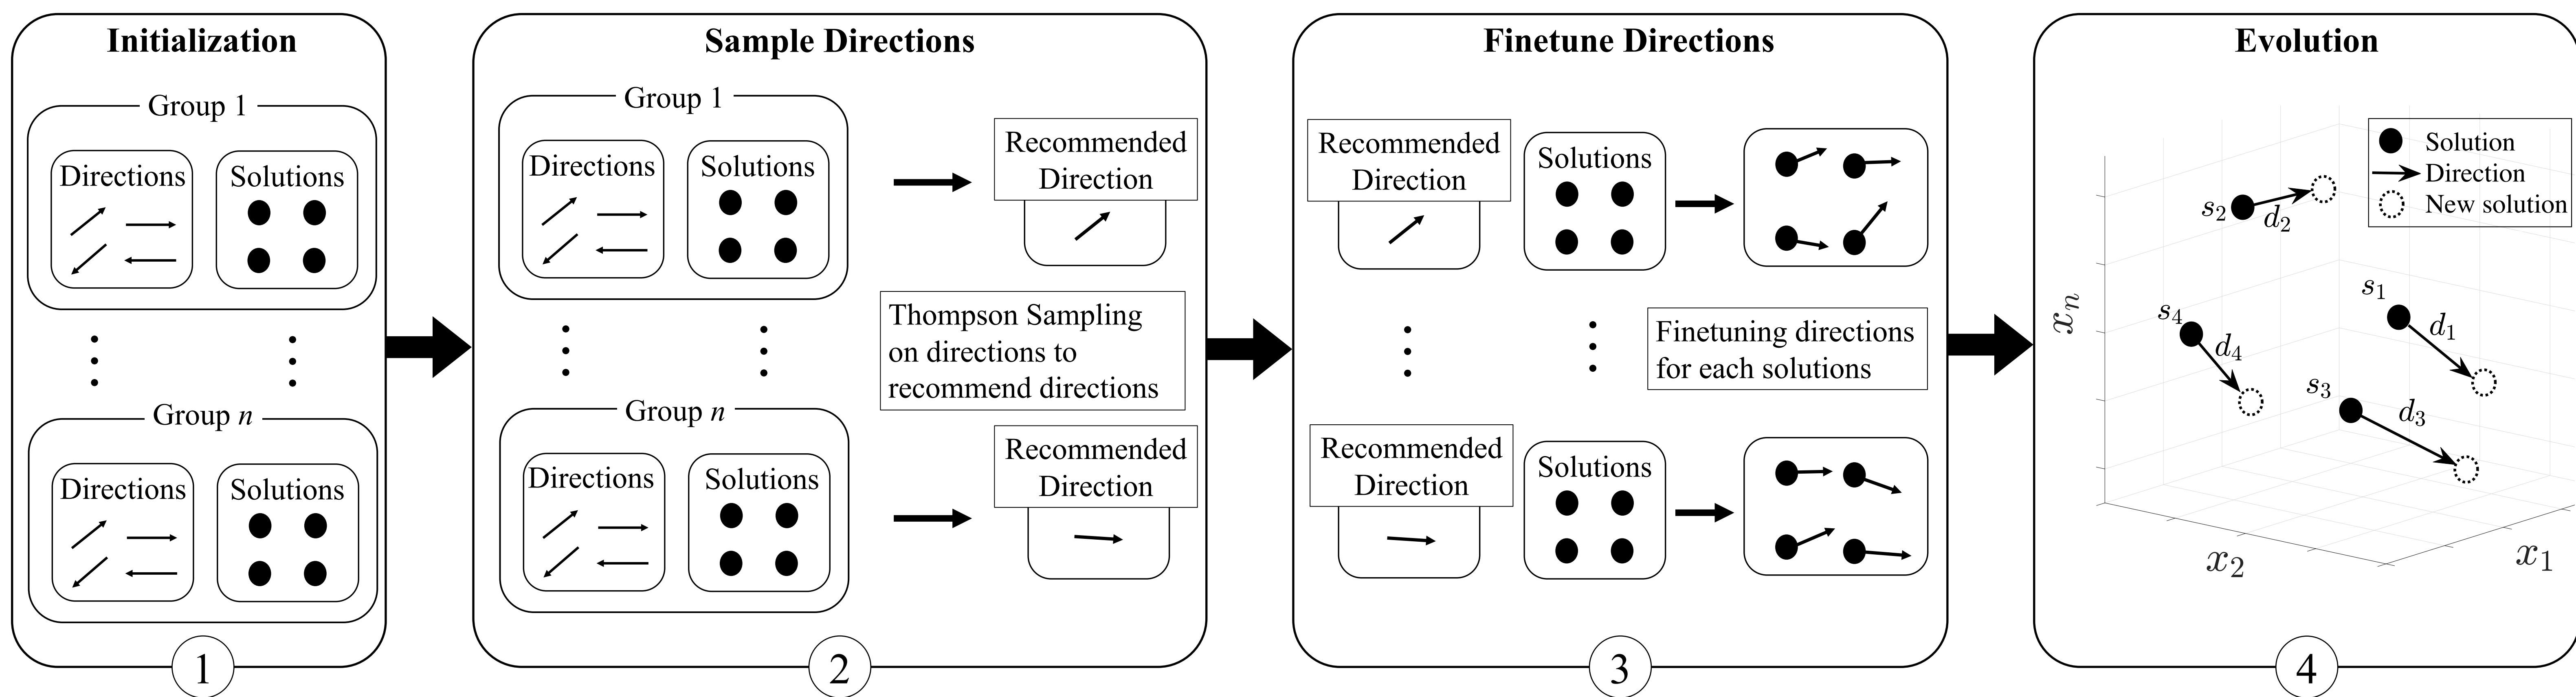 Initialization
Group 1
Directions
Solutions
Group n
Directions
Solutions
1
Sample Directions
Group 1
Directions
Solutions
Recommended
Direction
Thompson Sampling
on directions to
recommend directions
Group n
Directions
Solutions
Recommended
Direction
2
Finetune Directions
Recommended
Direction
Solutions
Finetuning directions
for each solutions
Recommended
Direction
Solutions
3
Evolution
Solution
Direction
New solution
s₂
d₂
s₁
d₁
s₄
d₄
s₃
d₃
xₙ
x₂
x₁
4